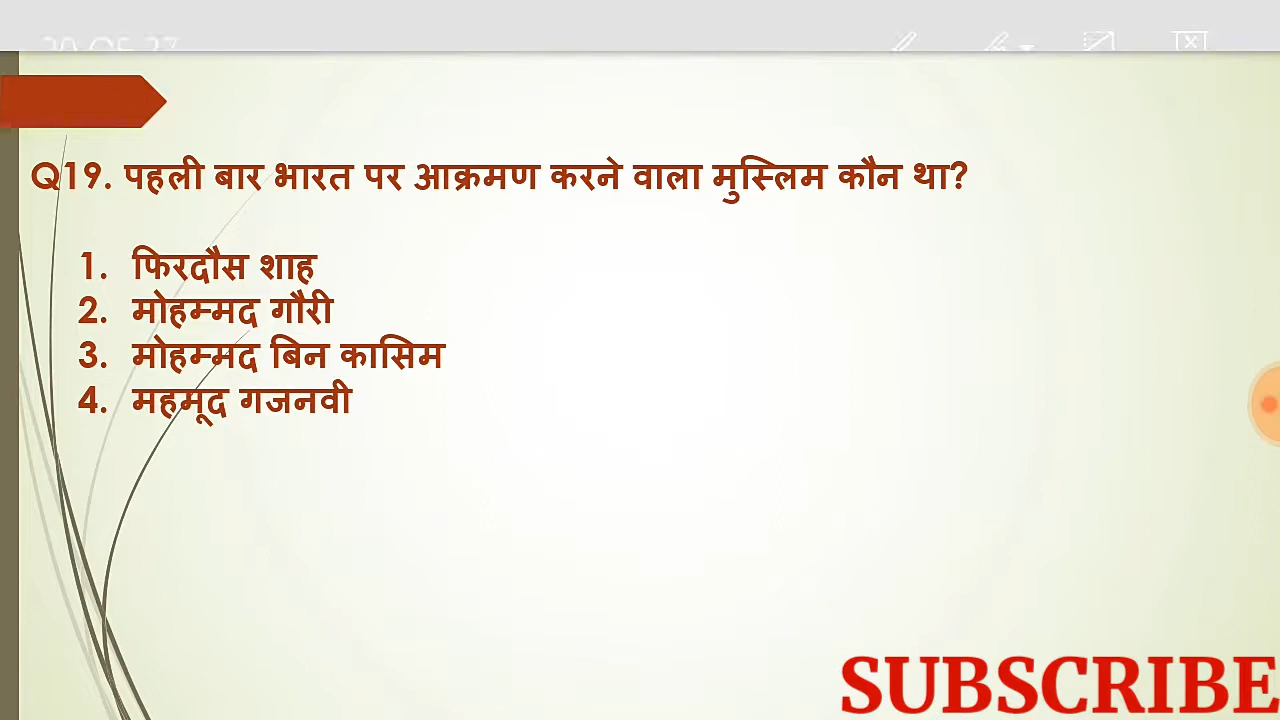 Q19. पहली बार भारत पर आक्रमण करने वाला मुस्लिम कौन था?
1. फिरदौस शाह
2. मोहम्मद गौरी
3. मोहम्मद बिन कासिम
4. महमूद गजनवी
SUBSCRIBE